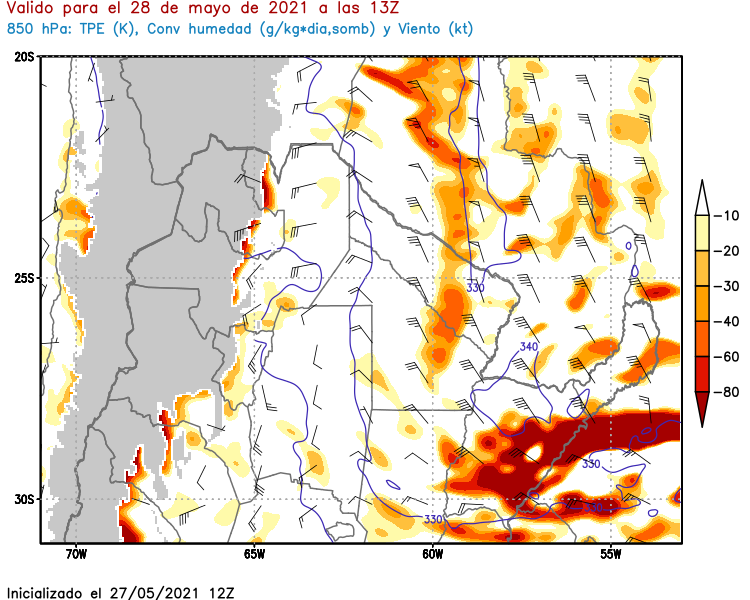 Valido para el 28 de mayo de 2021 a las 13Z
850 hPa: TPE (K), Conv humedad (g/kg*dia,somb) y Viento (kt)
20S
25S
30S
70W
65W
60W
55W
330
340
330
330
-10
-20
-30
-40
-60
-80
Inicializado el 27/05/2021 12Z